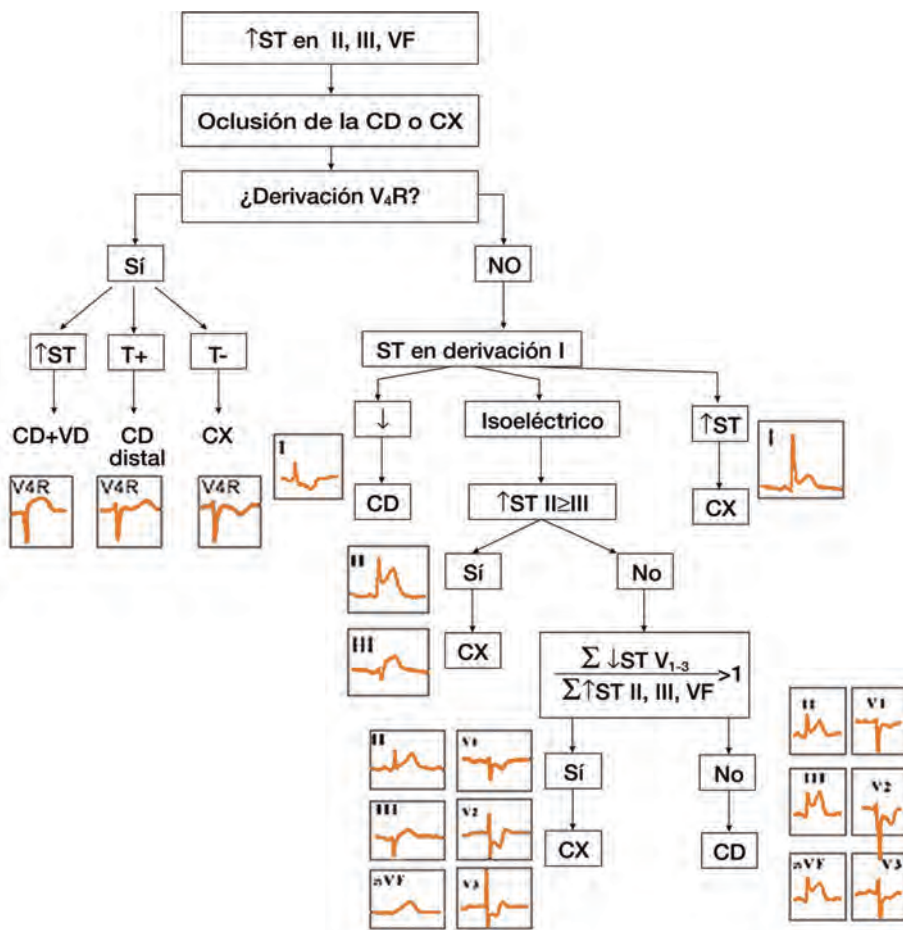 ↑ST en II, III, VF
Oclusión de la CD o CX
¿Derivación V₄R?
Sí
NO
↑ST
T+
T-
CD+VD
CD
distal
CX
V4R
V4R
V4R
ST en derivación I
↓
Isoeléctrico
↑ST
I
I
CD
↑ST II≥III
CX
Sí
No
II
III
CX
Σ ↓ST V₁₋₃
Σ↑ST II, III, VF
>1
II
V1
III
V2
aVF
V3
Sí
No
CX
CD
II
V1
III
V2
aVF
V3